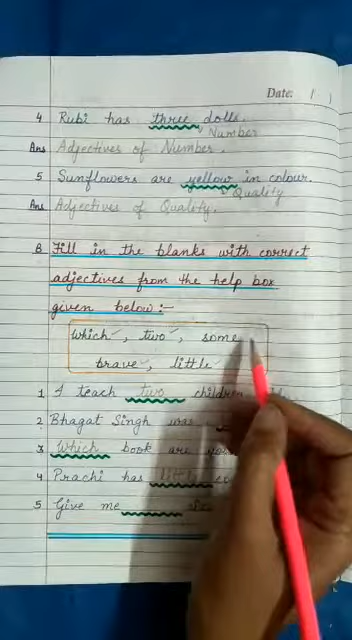 Date: / /
4 Rubi has three dolls.
Number
Ans Adjectives of Number.
5 Sunflowers are yellow in colour.
Quality
Ans Adjectives of Quality.
B Fill in the blanks with correct
adjectives from the help box
given below:-
which ✓, two ✓, some
brave ✓, little ✓
1 I teach two children
2 Bhagat Singh was
3 Which book are
4 Prachi has little
5 Give me ______